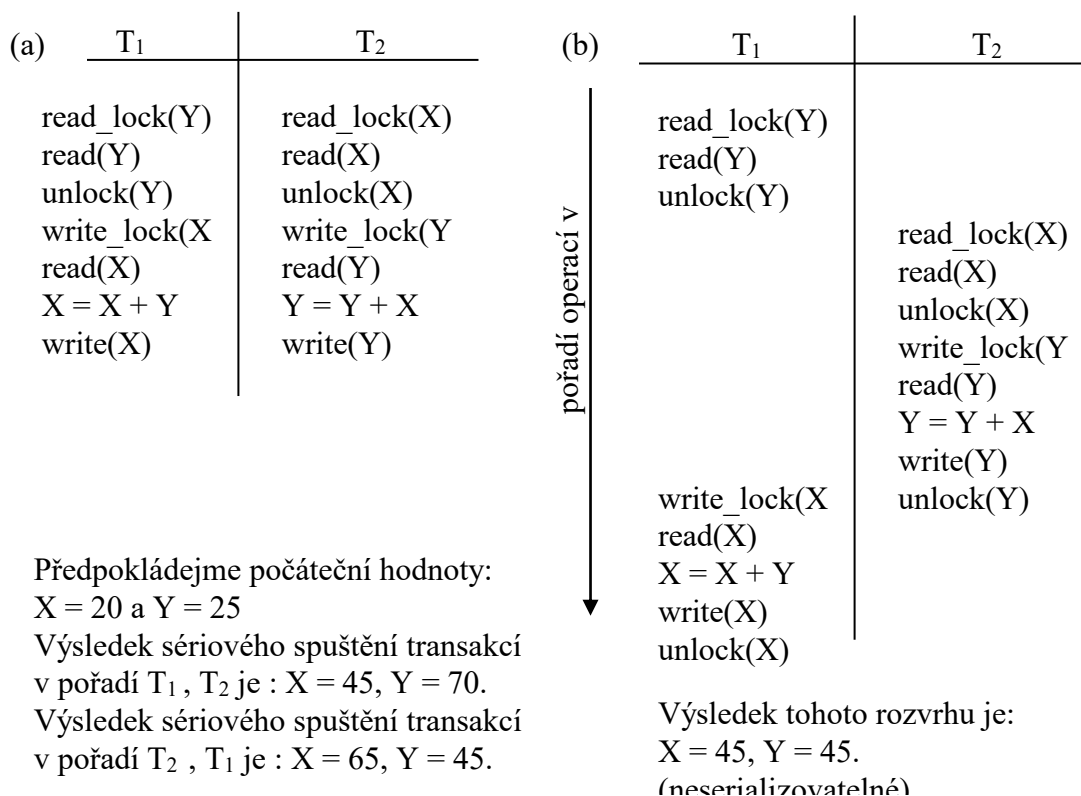 (a) T1 T2
read_lock(Y) read_lock(X)
read(Y) read(X)
unlock(Y) unlock(X)
write_lock(X write_lock(Y
read(X) read(Y)
X = X + Y Y = Y + X
write(X) write(Y)
Předpokládejme počáteční hodnoty:
X = 20 a Y = 25
Výsledek sériového spuštění transakcí
v pořadí T1 , T2 je : X = 45, Y = 70.
Výsledek sériového spuštění transakcí
v pořadí T2 , T1 je : X = 65, Y = 45.
(b) T1 T2
pořadí operací v
read_lock(Y)
read(Y)
unlock(Y)
read_lock(X)
read(X)
unlock(X)
write_lock(Y
read(Y)
Y = Y + X
write(Y)
write_lock(X unlock(Y)
read(X)
X = X + Y
write(X)
unlock(X)
Výsledek tohoto rozvrhu je:
X = 45, Y = 45.
(neserializovatelné)